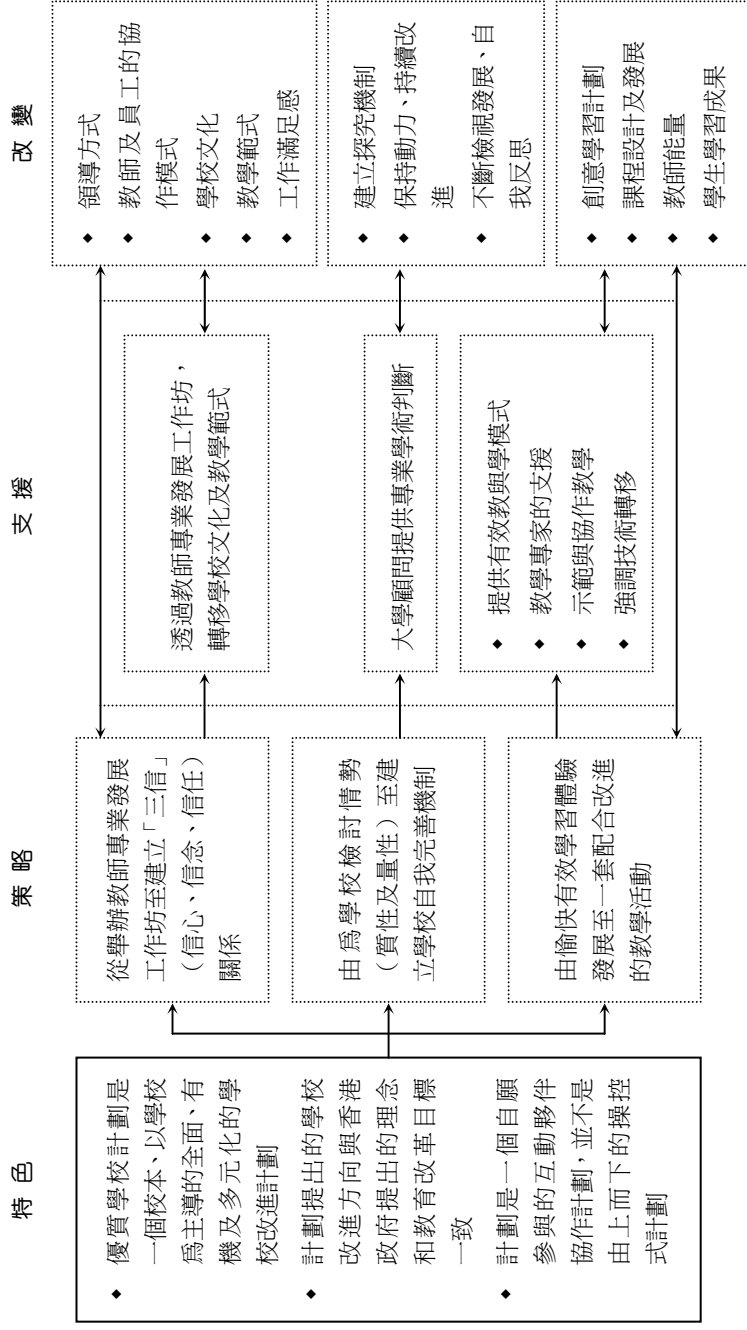 特色
◆ 優質學校計劃是
一個校本、以學校
為主導的全面、有
機及多元化的學
校改進計劃
◆ 計劃提出的學校
改進方向與香港
政府提出的理念
和教育改革目標
一致
◆ 計劃是一個自願
參與的互動夥伴
協作計劃，並不是
由上而下的操控
式計劃
策略
從舉辦教師專業發展
工作坊至建立「三信」
（信心、信念、信任）
關係
由為學校檢討情勢
（質性及量性）至建
立學校自我完善機制
由愉快有效學習體驗
發展至一套配合改進
的教學活動
支援
透過教師專業發展工作坊，
轉移學校文化及教學範式
大學顧問提供專業學術判斷
◆ 提供有效教與學模式
◆ 教學專家的支援
◆ 示範與協作教學
◆ 強調技術轉移
改變
◆ 領導方式
◆ 教師及員工的協
作模式
◆ 學校文化
◆ 教學範式
◆ 工作滿足感
◆ 建立探究機制
◆ 保持動力、持續改
進
◆ 不斷檢視發展、自
我反思
◆ 創意學習計劃
◆ 課程設計及發展
◆ 教師能量
◆ 學生學習成果